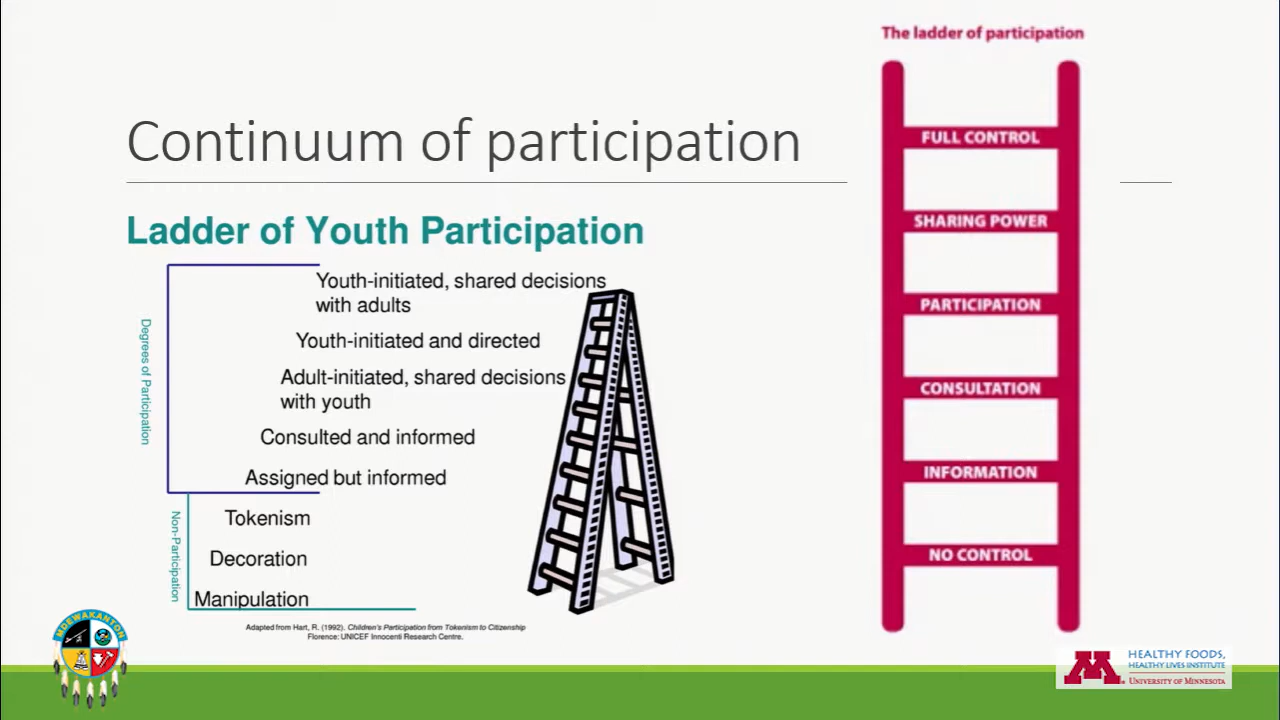 Continuum of participation
Ladder of Youth Participation
Degrees of Participation
Youth-initiated, shared decisions
with adults
Youth-initiated and directed
Adult-initiated, shared decisions
with youth
Consulted and informed
Assigned but informed
Non-Participation
Tokenism
Decoration
Manipulation
Adapted from Hart, R. (1992). Children's Participation from Tokenism to Citizenship
Florence: UNICEF Innocenti Research Centre.
The ladder of participation
FULL CONTROL
SHARING POWER
PARTICIPATION
CONSULTATION
INFORMATION
NO CONTROL
MDEWAKANTON
M
HEALTHY FOODS,
HEALTHY LIVES INSTITUTE
UNIVERSITY OF MINNESOTA